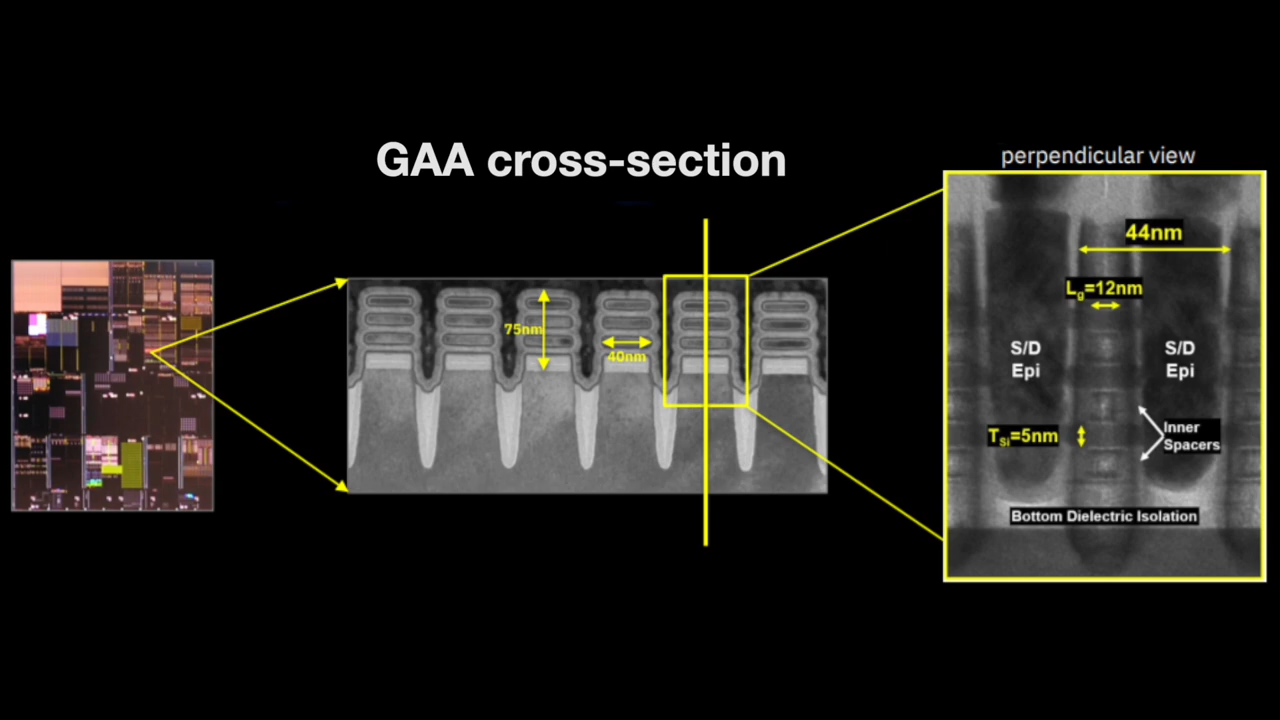 GAA cross-section
perpendicular view
75nm
40nm
44nm
Lg=12nm
S/D
Epi
S/D
Epi
TSi=5nm
Inner
Spacers
Bottom Dielectric Isolation